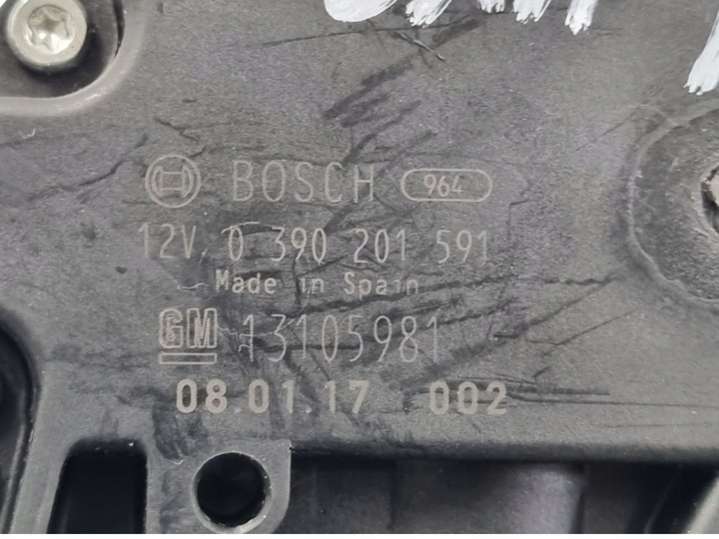 BOSCH 964
12V 0 390 201 591
Made in Spain
GM 13105981
08.01.17 002